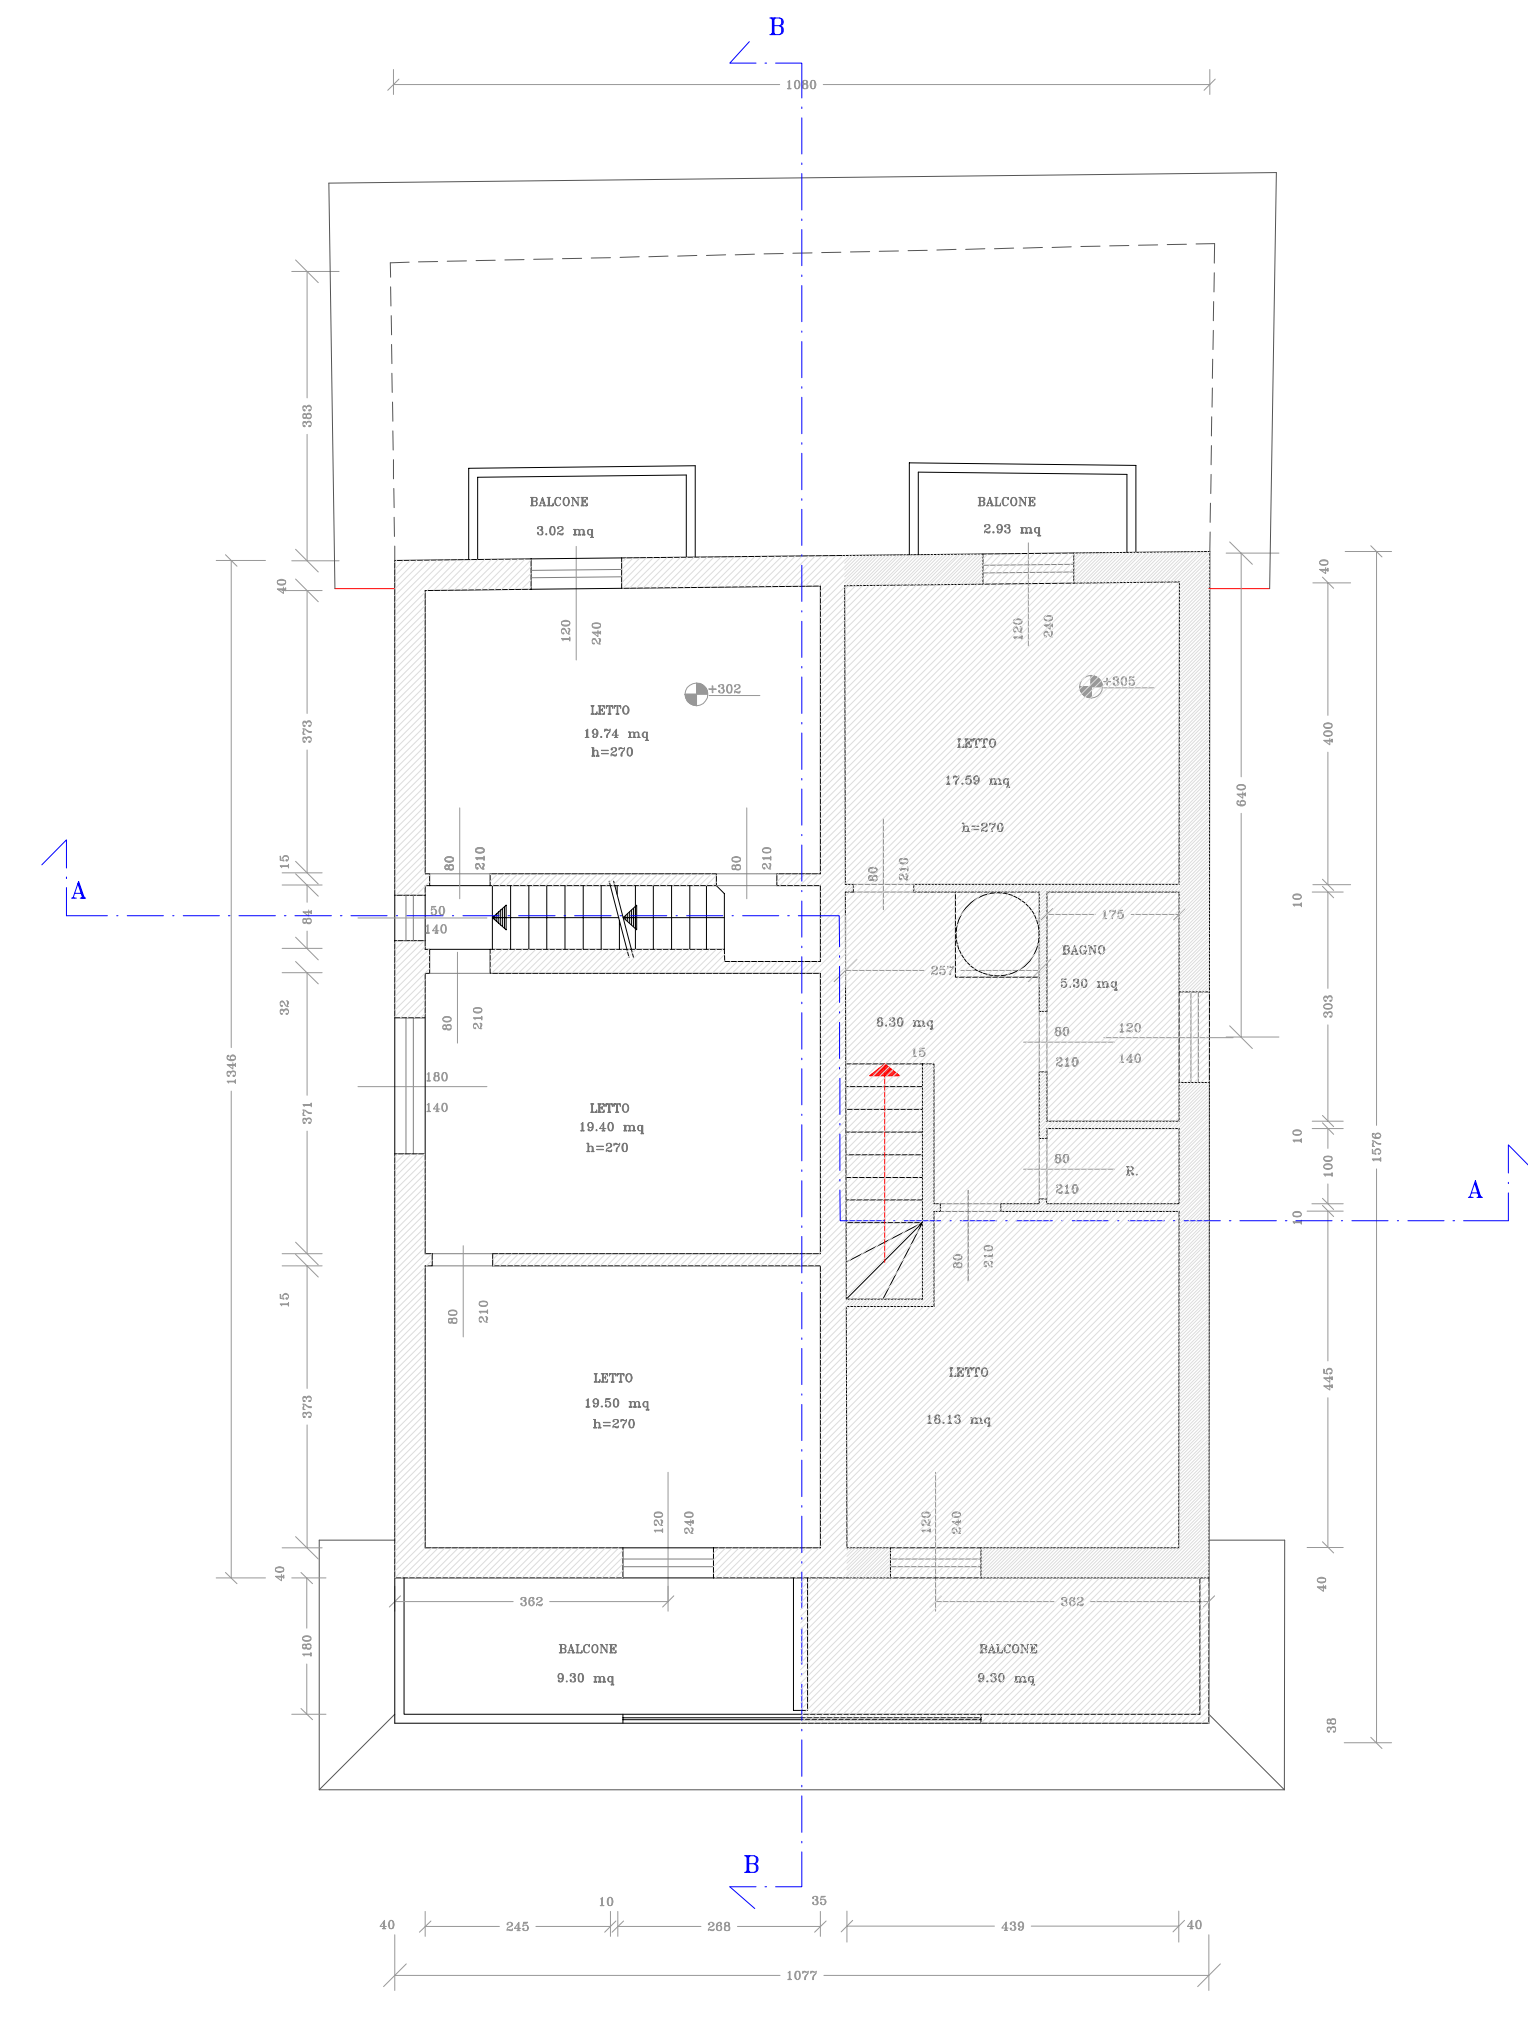 B
1080
383
BALCONE
3.02 mq
BALCONE
2.93 mq
40
40
120
240
120
240
+302
+305
LETTO
19.74 mq
h=270
LETTO
17.59 mq
h=270
373
400
640
15
80
210
80
210
80
210
A
84
50
140
10
175
BAGNO
5.30 mq
257
6.30 mq
15
32
80
210
303
80
210
120
140
1346
180
140
371
LETTO
19.40 mq
h=270
10
100
1576
80
210
R.
A
10
80
210
15
80
210
373
LETTO
19.50 mq
h=270
LETTO
18.13 mq
445
120
240
120
240
40
40
362
362
180
BALCONE
9.30 mq
BALCONE
9.30 mq
38
B
40
245
10
268
35
439
40
1077